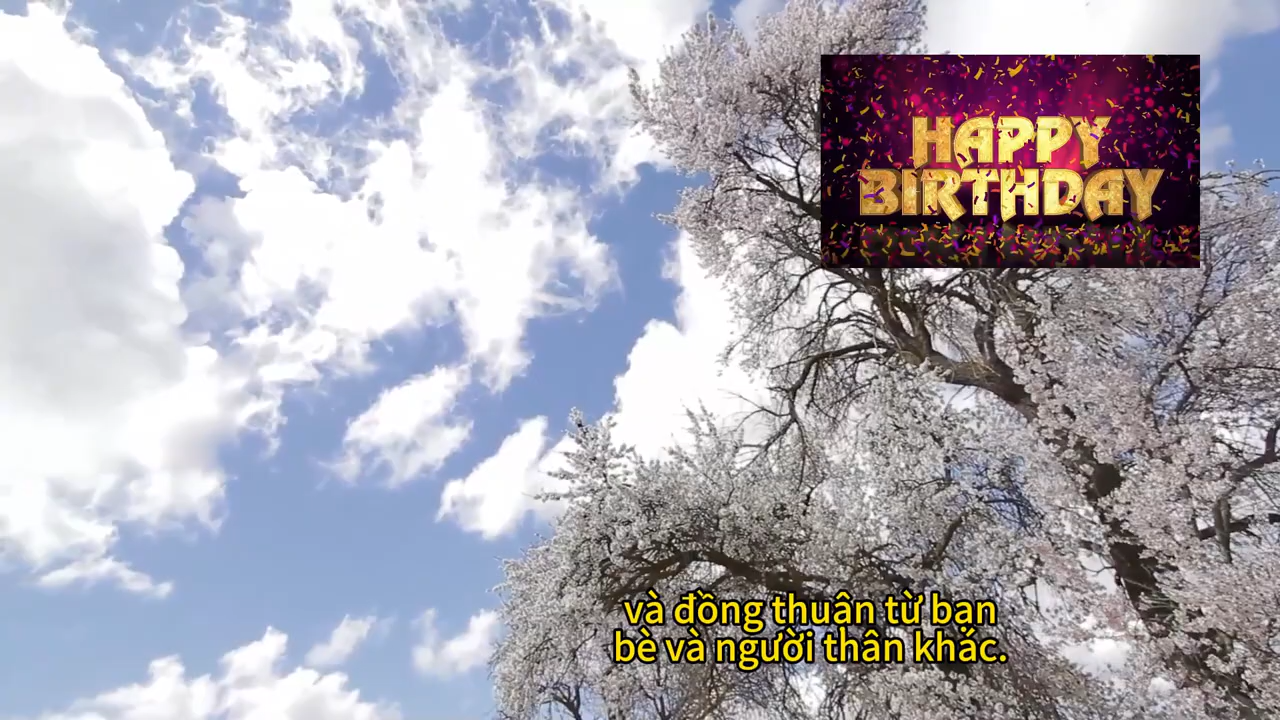 HAPPY
BIRTHDAY
và đồng thuận từ bạn
bè và người thân khác.